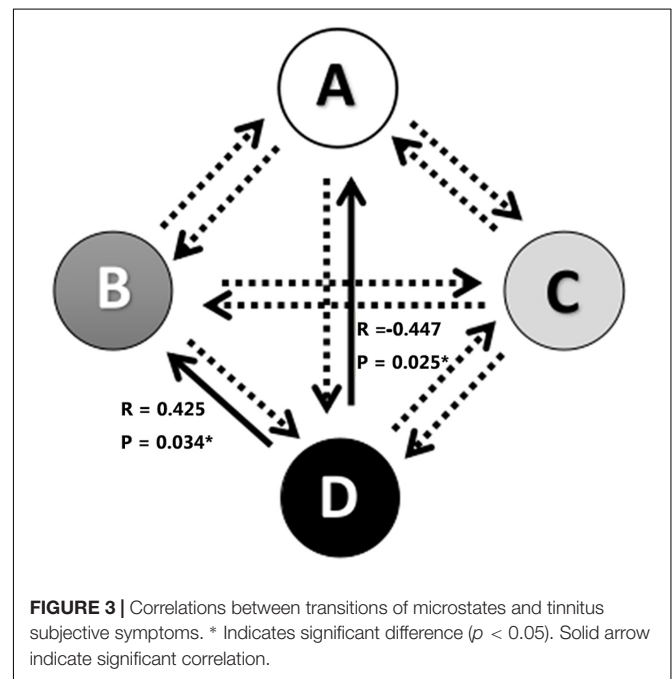 A
B
C
R =-0.447
P = 0.025*
R = 0.425
P = 0.034*
D
FIGURE 3 | Correlations between transitions of microstates and tinnitus
subjective symptoms. * Indicates significant difference (p < 0.05). Solid arrow
indicate significant correlation.